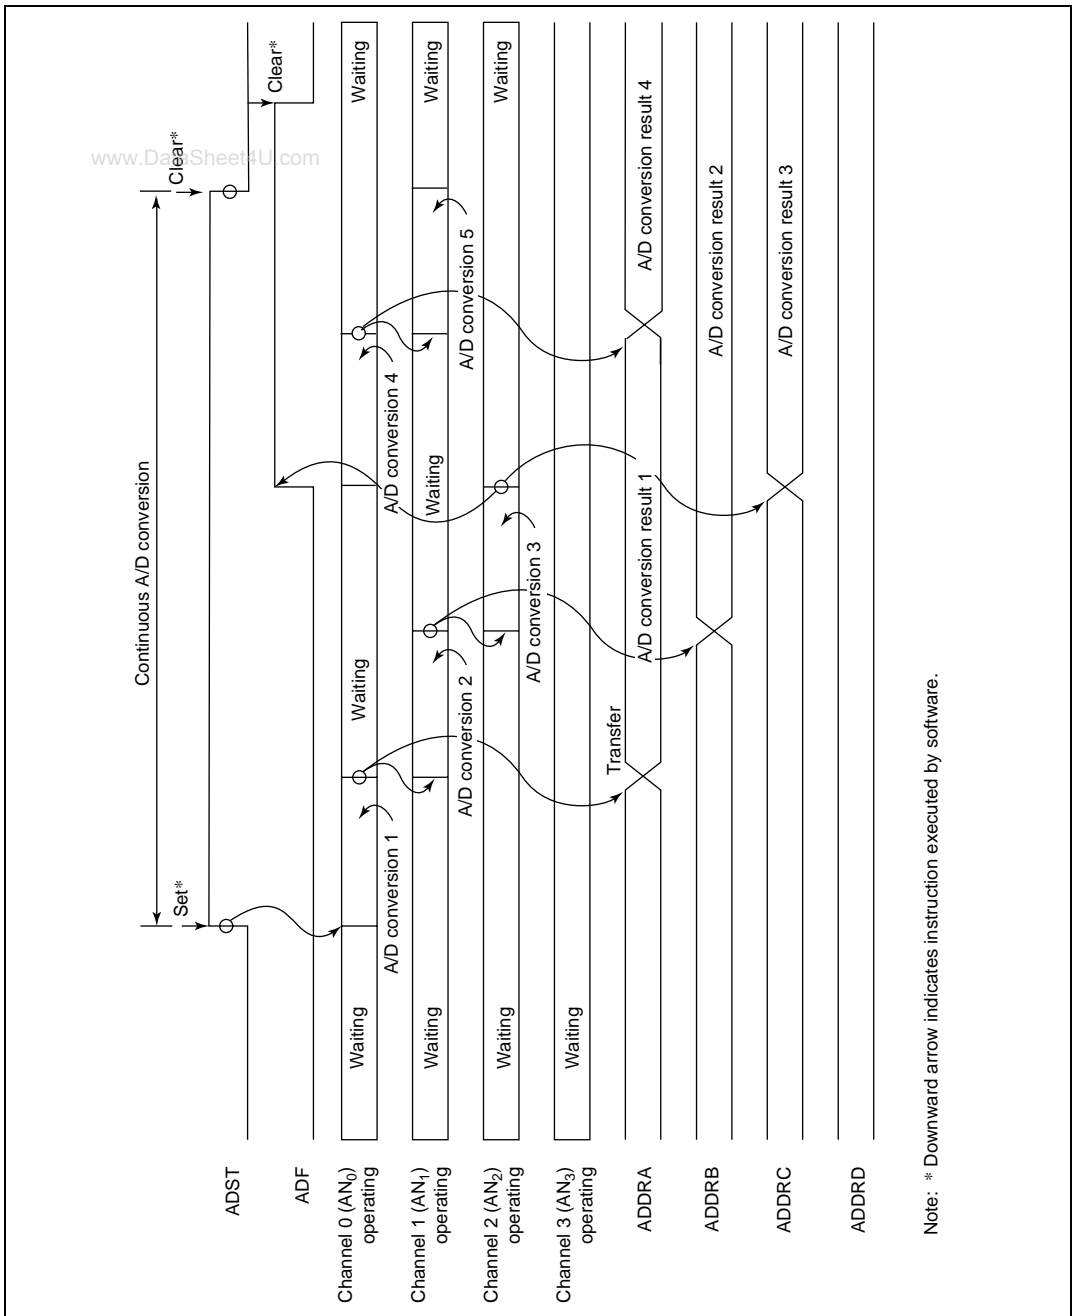 www.DataSheet4U.com
Continuous A/D conversion
Set*
Clear*
Clear*
ADST
ADF
Channel 0 (AN0)
operating
Waiting
A/D conversion 1
Waiting
A/D conversion 4
Waiting
Channel 1 (AN1)
operating
Waiting
A/D conversion 2
Waiting
A/D conversion 5
Waiting
Channel 2 (AN2)
operating
Waiting
A/D conversion 3
Waiting
Channel 3 (AN3)
operating
Waiting
Transfer
ADDRA
A/D conversion result 1
A/D conversion result 4
ADDRB
A/D conversion result 2
ADDRC
A/D conversion result 3
ADDRD
Note: * Downward arrow indicates instruction executed by software.